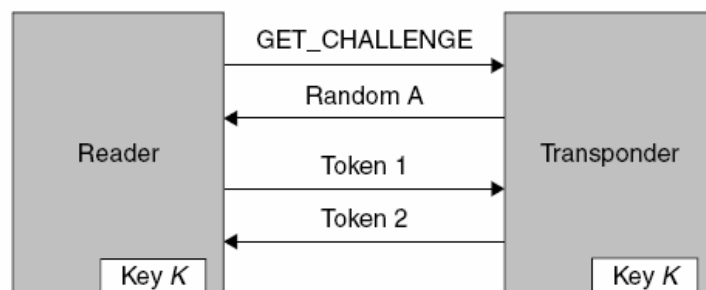 GET_CHALLENGE
Random A
Reader
Token 1
Transponder
Token 2
Key K
Key K